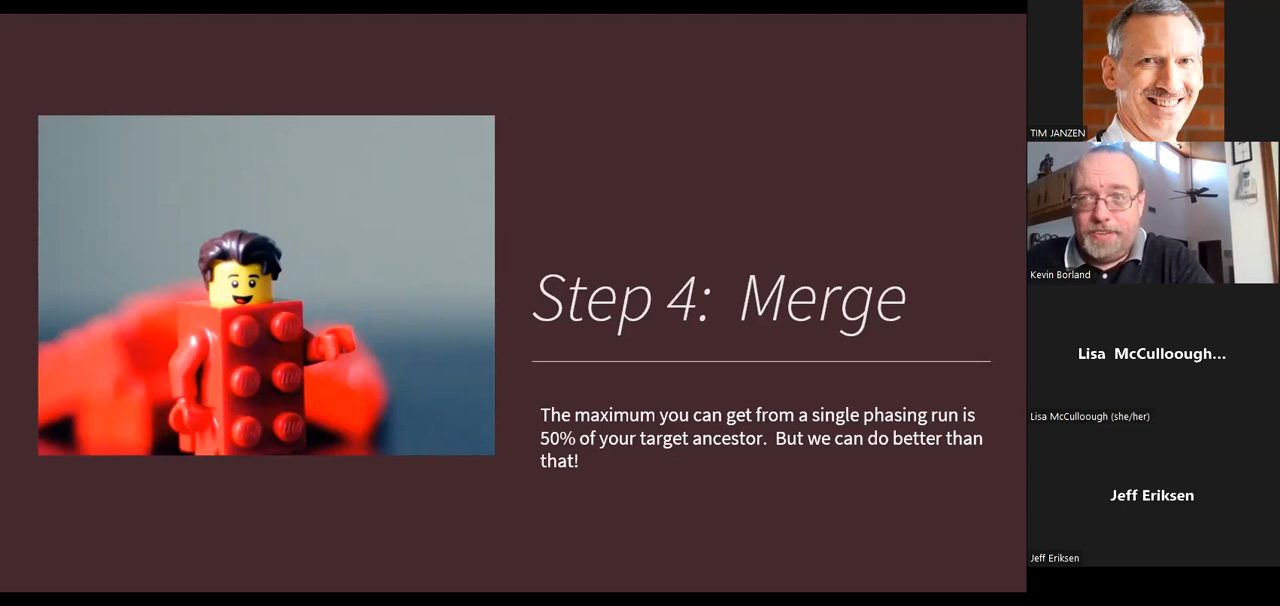 Step 4: Merge
The maximum you can get from a single phasing run is
50% of your target ancestor. But we can do better than
that!
TIM JANZEN
Kevin Borland
Lisa McCulloough...
Lisa McCulloough (she/her)
Jeff Eriksen
Jeff Eriksen